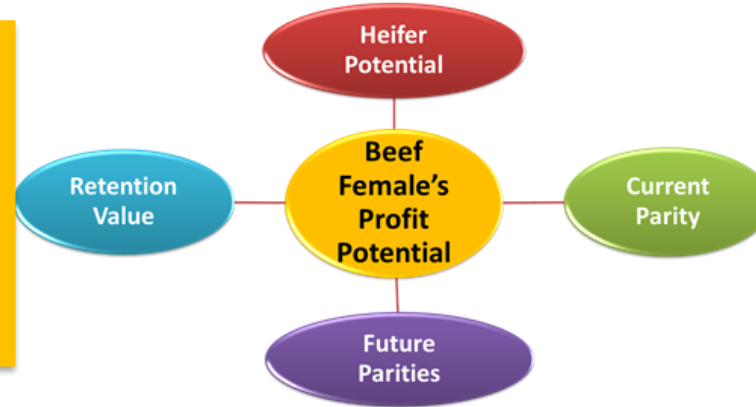 Heifer
Potential
Retention
Value
Beef
Female's
Profit
Potential
Current
Parity
Future
Parities